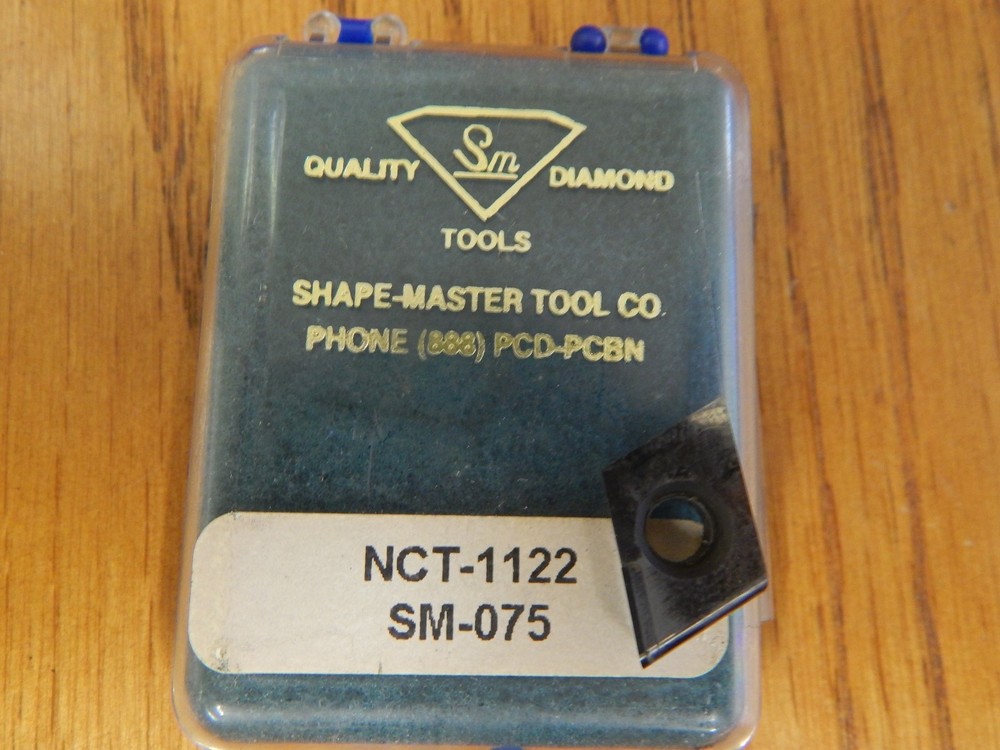 Sm
QUALITY DIAMOND
TOOLS
SHAPE-MASTER TOOL CO.
PHONE (888) PCD-PCBN
NCT-1122
SM-075